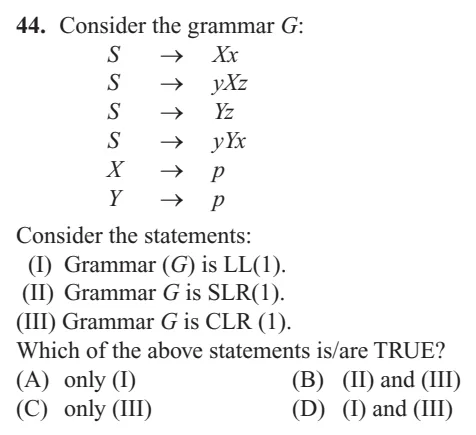 44. Consider the grammar G:
S → Xx
S → yXz
S → Yz
S → yYx
X → p
Y → p
Consider the statements:
(I) Grammar (G) is LL(1).
(II) Grammar G is SLR(1).
(III) Grammar G is CLR (1).
Which of the above statements is/are TRUE?
(A) only (I) (B) (II) and (III)
(C) only (III) (D) (I) and (III)